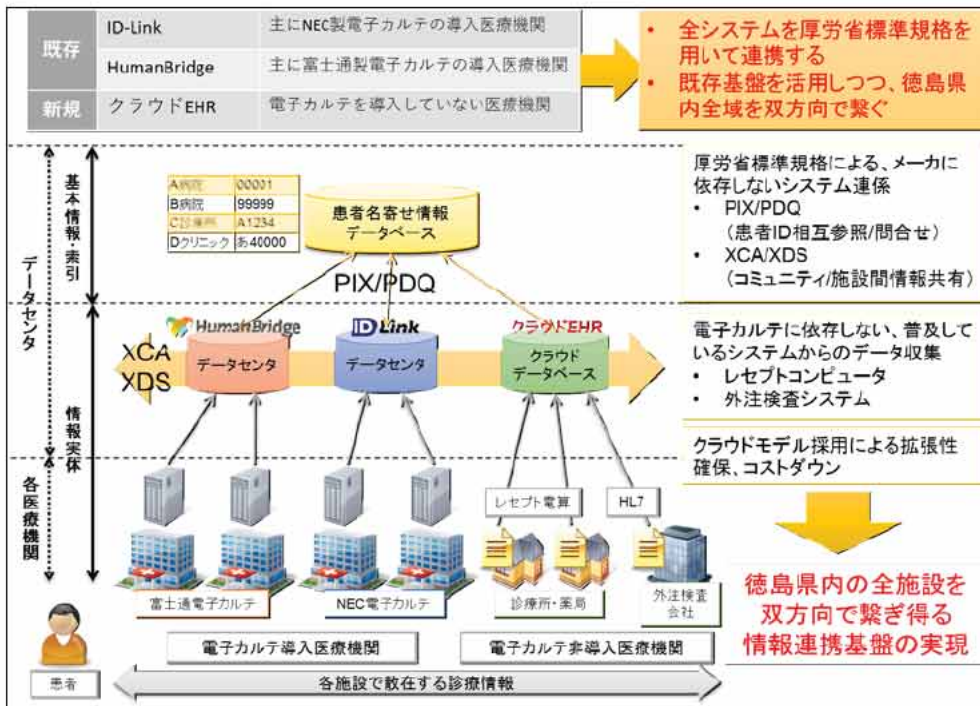 既存
ID-Link
主にNEC製電子カルテの導入医療機関
HumanBridge
主に富士通製電子カルテの導入医療機関
新規
クラウドEHR
電子カルテを導入していない医療機関
• 全システムを厚労省標準規格を
用いて連携する
• 既存基盤を活用しつつ、徳島県
内全域を双方向で繋ぐ
データセンタ
基本情報・索引
A病院 00001
B病院 99999
C診療所 A1234
Dクリニック あ40000
患者名寄せ情報
データベース
PIX/PDQ
厚労省標準規格による、メーカに
依存しないシステム連係
• PIX/PDQ
(患者ID相互参照/問合せ)
• XCA/XDS
(コミュニティ/施設間情報共有)
情報実体
XCA
XDS
HumanBridge
データセンタ
ID Link
データセンタ
クラウドEHR
クラウド
データベース
電子カルテに依存しない、普及し
ているシステムからのデータ収集
• レセプトコンピュータ
• 外注検査システム
クラウドモデル採用による拡張性
確保、コストダウン
各医療機関
レセプト電算
HL7
富士通電子カルテ
NEC電子カルテ
診療所・薬局
外注検査
会社
電子カルテ導入医療機関
電子カルテ非導入医療機関
患者
各施設で散在する診療情報
徳島県内の全施設を
双方向で繋ぎ得る
情報連携基盤の実現